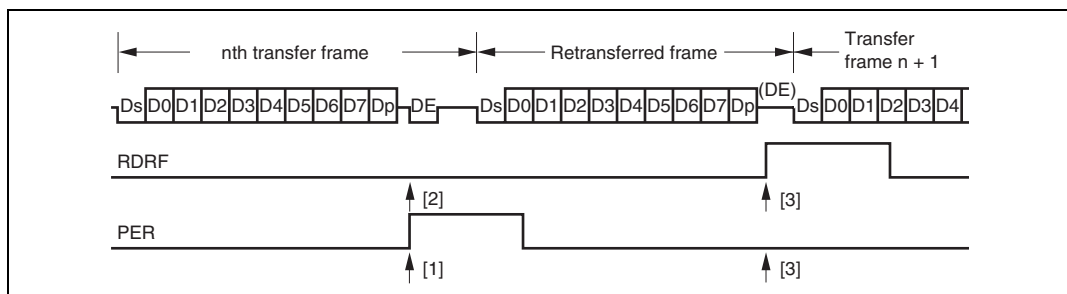 nth transfer frame Retransferred frame Transfer
frame n + 1
Ds D0 D1 D2 D3 D4 D5 D6 D7 Dp DE Ds D0 D1 D2 D3 D4 D5 D6 D7 Dp (DE) Ds D0 D1 D2 D3 D4
RDRF
[2] [3]
PER
[1] [3]